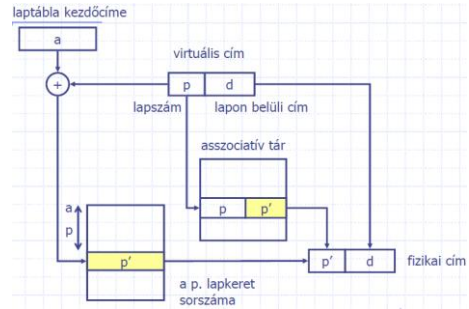 laptábla kezdőcíme
a
virtuális cím
+
p d
lapszám lapon belüli cím
asszociatív tár
a
p
p p'
p'
p' d
fizikai cím
a p. lapkeret
sorszáma